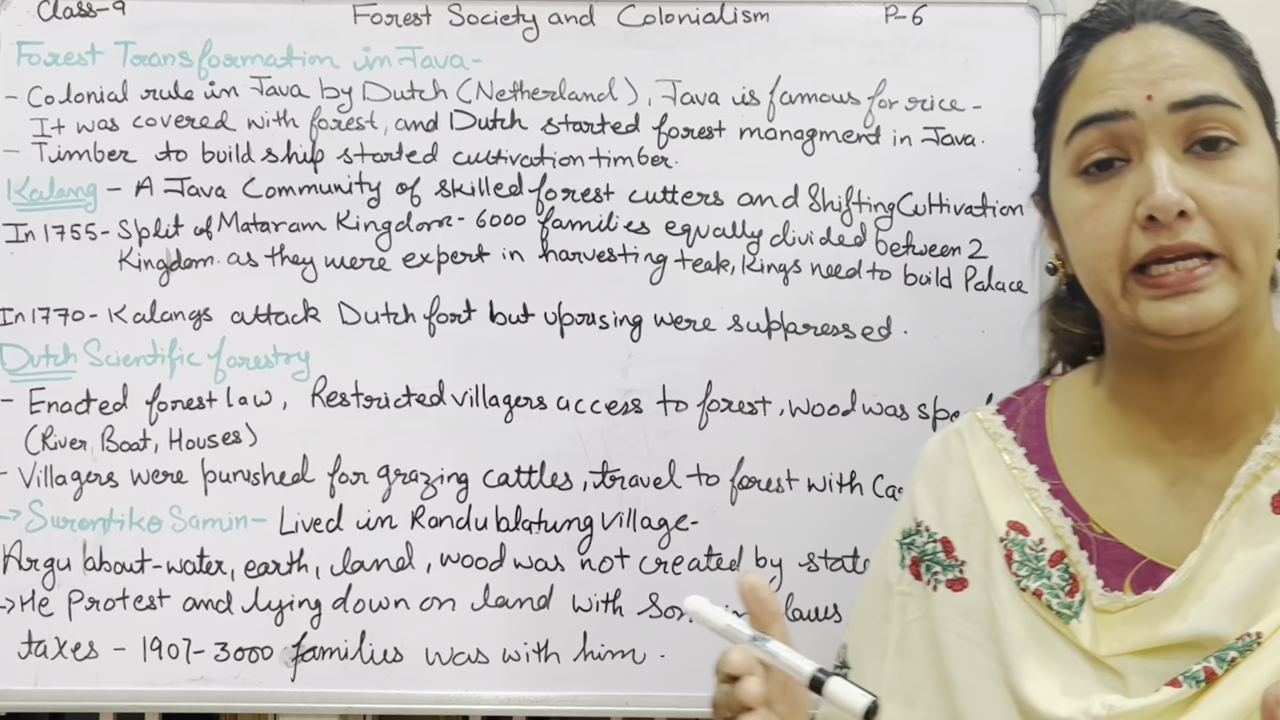 Class-9 Forest Society and Colonialism P-6
Forest Transformation in Java-
- Colonial rule in Java by Dutch (Netherland), Java is famous for rice -
It was covered with forest, and Dutch started forest managment in Java.
- Timber to build ship started cultivation timber.
Kalang - A Java Community of skilled forest cutters and Shifting Cultivation
In 1755- Split of Mataram Kingdom - 6000 families equally divided between 2
Kingdom. as they were expert in harvesting teak, Kings need to build Palace
In 1770- Kalangs attack Dutch fort but uprising were suppressed.
Dutch Scientific forestry
- Enacted forest law, Restricted villagers access to forest, wood was
(River, Boat, Houses)
- Villagers were punished for grazing cattles, travel to forest with
-> Surontiko Samin - Lived in Randublatung village-
Argu about-water, earth, land, wood was not created by
-> He Protest and lying down on land with laws
taxes - 1907- 3000 families was with him.